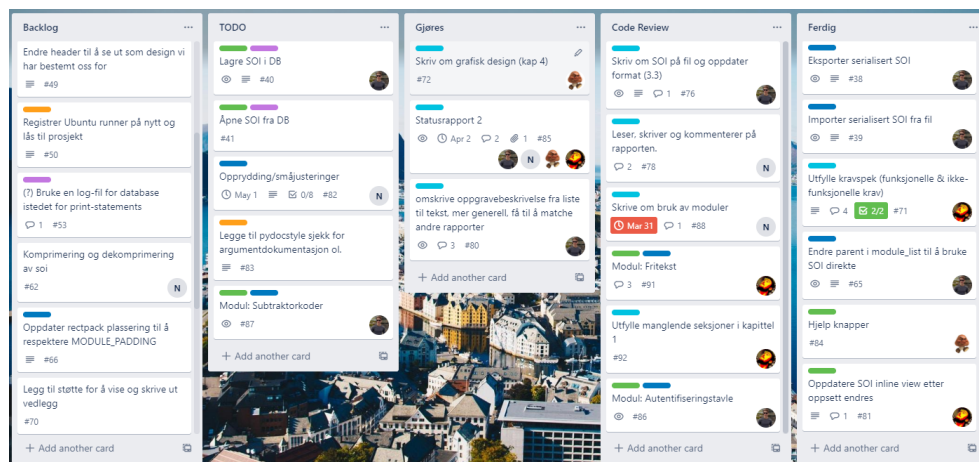 Backlog
Endre header til å se ut som design vi
har bestemt oss for
#49
Registrer Ubuntu runner på nytt og
lås til prosjekt
#50
(?) Bruke en log-fil for database
istedet for print-statements
1 #53
Komprimering og dekomprimering
av soi
#62 N
Oppdater rectpack plassering til å
respektere MODULE_PADDING
#66
Legg til støtte for å vise og skrive ut
vedlegg
#70
+ Add another card
TODO
Lagre SOI i DB
#40
Åpne SOI fra DB
#41
Opprydding/småjusteringer
May 1 0/8 #82 N
Legge til pydocstyle sjekk for
argumentdokumentasjon ol.
#83
Modul: Subtraktorkoder
#87
+ Add another card
Gjøres
Skriv om grafisk design (kap 4)
#72
Statusrapport 2
Apr 2 2 1 #85
N
omskrive oppgravebeskrivelse fra liste
til tekst, mer generell, få til å matche
andre rapporter
3 #80
+ Add another card
Code Review
Skriv om SOI på fil og oppdater
format (3.3)
1 #76
Leser, skriver og kommenterer på
rapporten.
2 #78 N
Skrive om bruk av moduler
Mar 31 1 #88 N
Modul: Fritekst
3 #91
Utfylle manglende seksjoner i kapittel
1
#92
Modul: Autentifiseringstavle
#86
+ Add another card
Ferdig
Eksporter serialisert SOI
#38
Importer serialisert SOI fra fil
#39
Utfylle kravspek (funksjonelle & ikke-
funksjonelle krav)
4 2/2 #71
Endre parent i module_list til å bruke
SOI direkte
#65
Hjelp knapper
#84
Oppdatere SOI inline view etter
oppsett endres
1 #81
+ Add another card